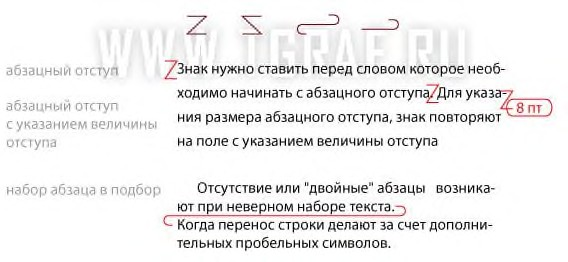 WWW.1GRAF.RU
абзацный отступ
Знак нужно ставить перед словом которое необ-
ходимо начинать с абзацного отступа. Для указа-
8 пт
абзацный отступ
с указанием величины
отступа
ния размера абзацного отступа, знак повторяют
на поле с указанием величины отступа
набор абзаца в подбор
Отсутствие или "двойные" абзацы возника-
ют при неверном наборе текста.
Когда перенос строки делают за счет дополни-
тельных пробельных символов.